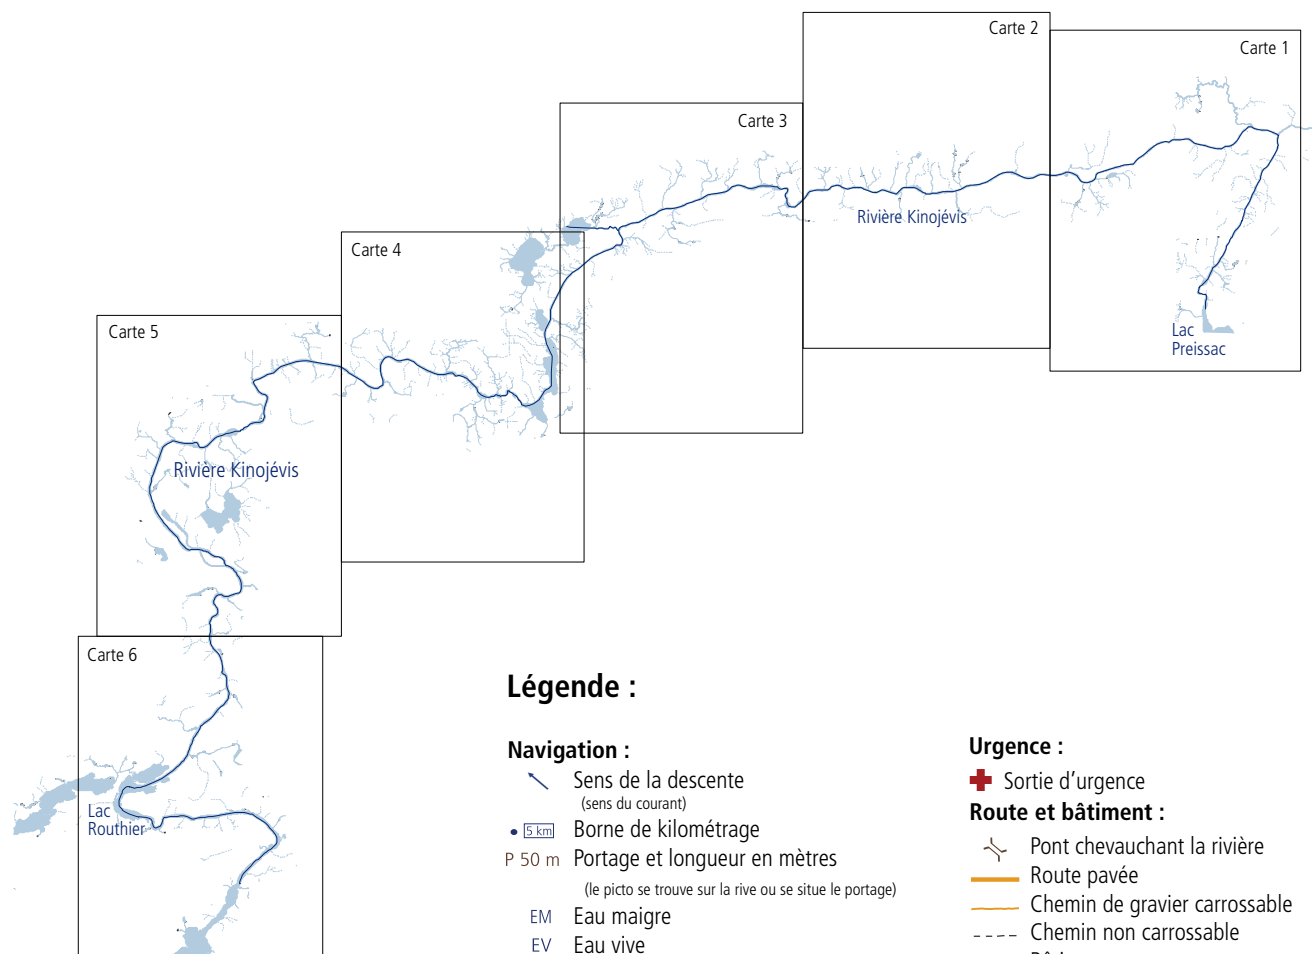 Carte 2
Carte 1
Carte 3
Rivière Kinojévis
Carte 4
Carte 5
Lac
Preissac
Rivière Kinojévis
Carte 6
Lac
Routhier
Légende :
Navigation :
Sens de la descente
(sens du courant)
5 km Borne de kilométrage
P 50 m Portage et longueur en mètres
(le picto se trouve sur la rive ou se situe le portage)
EM Eau maigre
EV Eau vive
Urgence :
Sortie d'urgence
Route et bâtiment :
Pont chevauchant la rivière
Route pavée
Chemin de gravier carrossable
Chemin non carrossable